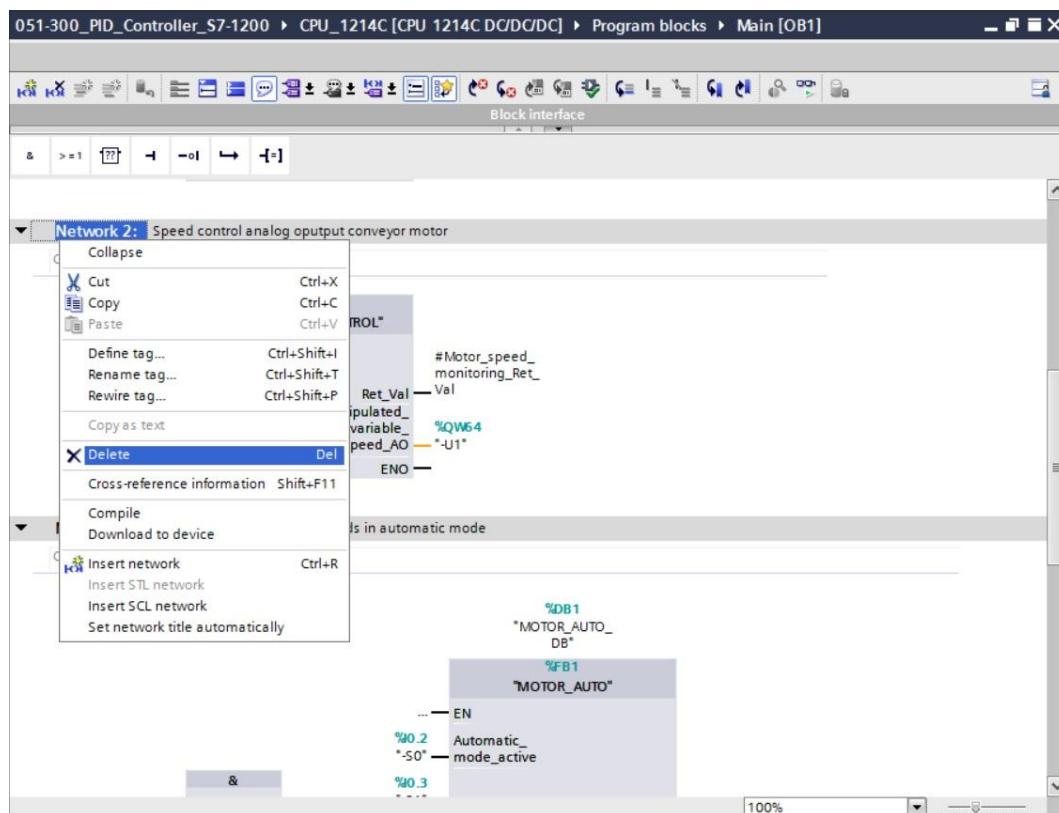 051-300_PID_Controller_S7-1200 ▸ CPU_1214C [CPU 1214C DC/DC/DC] ▸ Program blocks ▸ Main [OB1]
Block interface
& >=1 ??
Network 2: Speed control analog oputput conveyor motor
Collapse
Cut Ctrl+X
Copy Ctrl+C
Paste Ctrl+V
Define tag... Ctrl+Shift+I
Rename tag... Ctrl+Shift+T
Rewire tag... Ctrl+Shift+P
Copy as text
Delete Del
Cross-reference information Shift+F11
Compile
Download to device
Insert network Ctrl+R
Insert STL network
Insert SCL network
Set network title automatically
ROL"
#Motor_speed_
monitoring_Ret_
Val
Ret_Val
ipulated_
variable_
peed_AO
%QW64
"-U1"
ENO
ds in automatic mode
%DB1
"MOTOR_AUTO_
DB"
%FB1
"MOTOR_AUTO"
... EN
%I0.2
"-S0"
Automatic_
mode_active
&
%I0.3
100%